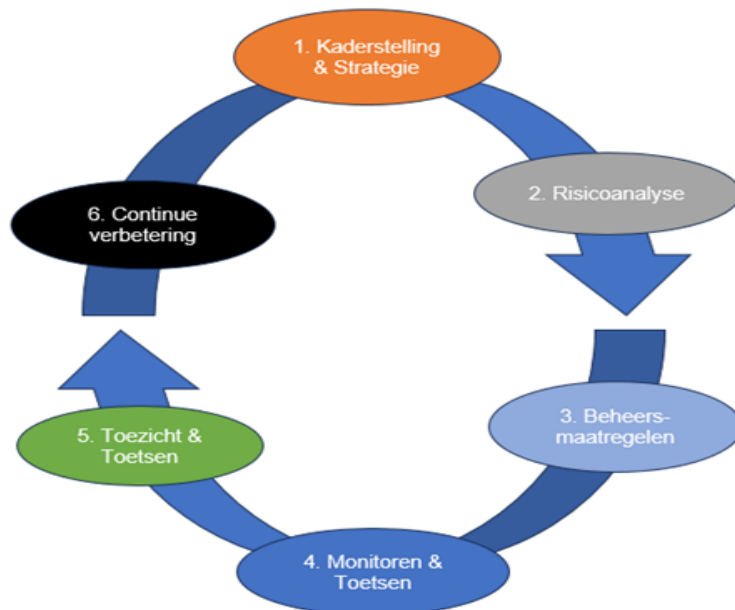 1. Kaderstelling
& Strategie
2. Risicoanalyse
3. Beheers-
maatregelen
4. Monitoren &
Toetsen
5. Toezicht &
Toetsen
6. Continue
verbetering